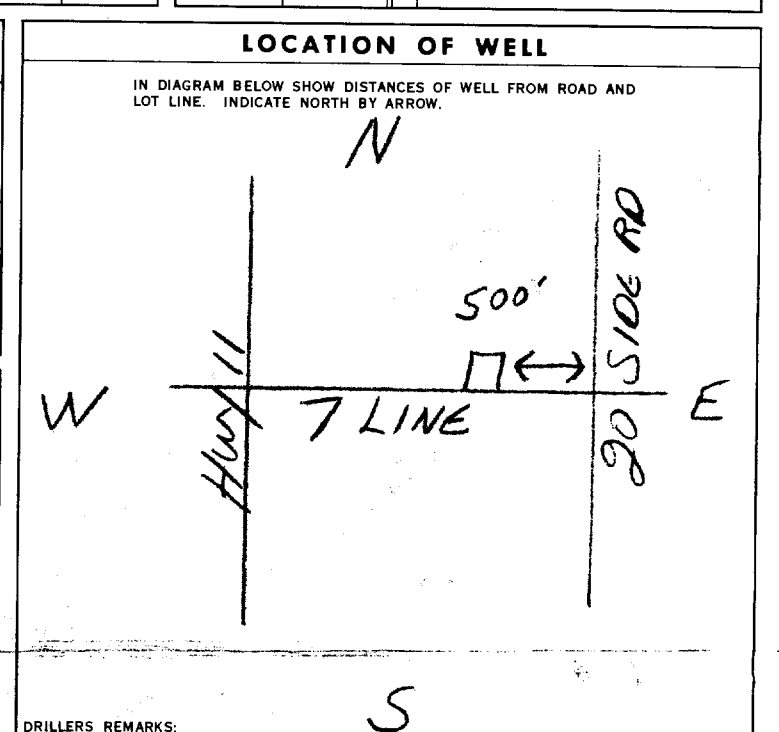 LOCATION OF WELL
IN DIAGRAM BELOW SHOW DISTANCES OF WELL FROM ROAD AND
LOT LINE. INDICATE NORTH BY ARROW.
N
500'
20 SIDE RD
HWY 11
W
7 LINE
E
S
DRILLERS REMARKS: